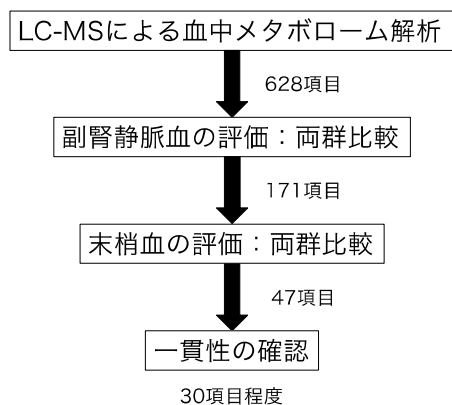 LC-MSによる血中メタボローム解析
628項目
副腎静脈血の評価：両群比較
171項目
末梢血の評価：両群比較
47項目
一貫性の確認
30項目程度